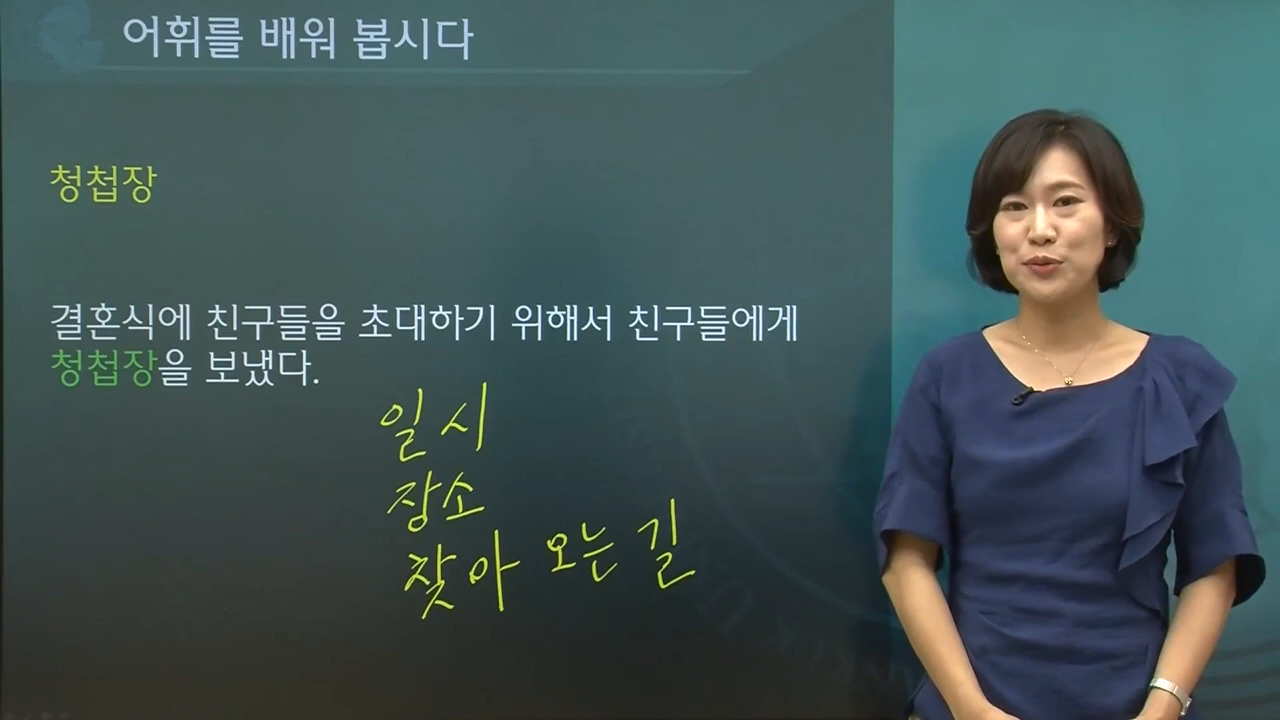 어휘를 배워 봅시다
청첩장
결혼식에 친구들을 초대하기 위해서 친구들에게
청첩장을 보냈다.
일시
장소
찾아 오는 길